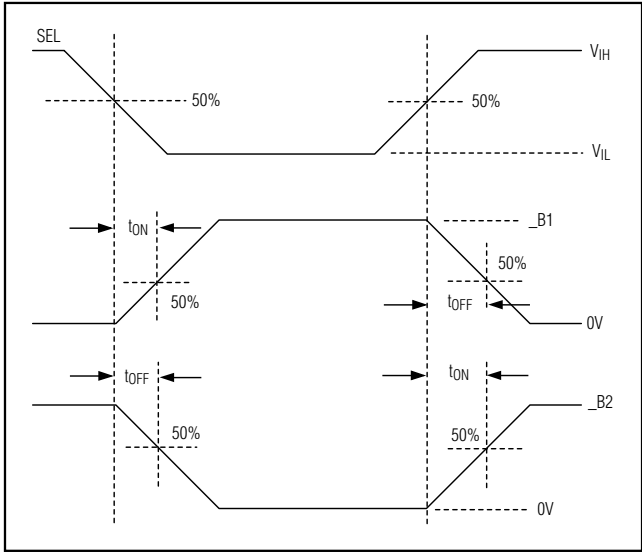 SEL
V_IH
50%
50%
V_IL
_B1
t_ON
50%
50%
t_OFF
0V
t_OFF
t_ON
_B2
50%
50%
0V